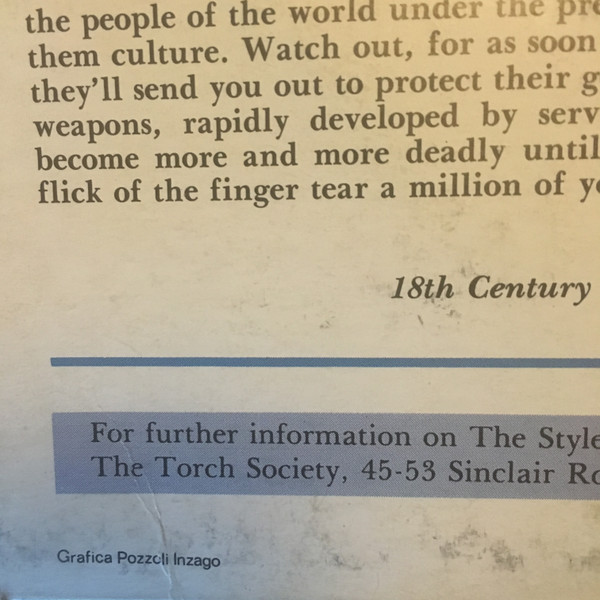 the people of the world under the pre
them culture. Watch out, for as soon
they'll send you out to protect their g
weapons, rapidly developed by serv
become more and more deadly until
flick of the finger tear a million of y
18th Century
For further information on The Style
The Torch Society, 45-53 Sinclair Ro
Grafica Pozzoli Inzago